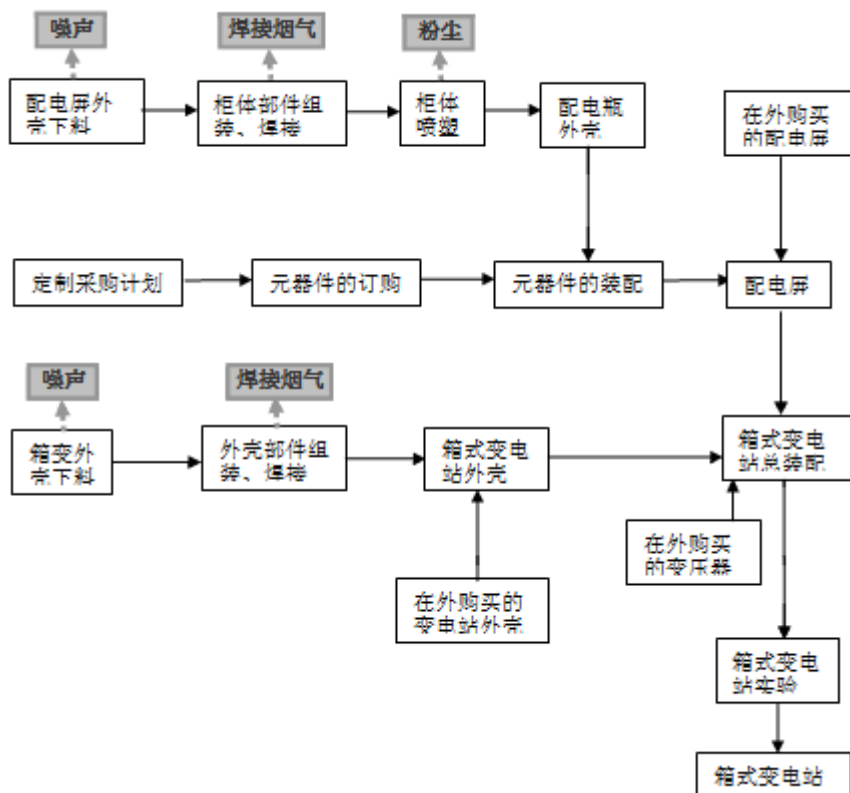 噪声
焊接烟气
粉尘
配电屏外
壳下料
柜体部件组
装、焊接
柜体
喷塑
配电瓶
外壳
在外购买
的配电屏
定制采购计划
元器件的订购
元器件的装配
配电屏
噪声
焊接烟气
箱变外
壳下料
外壳部件组
装、焊接
箱式变电
站外壳
箱式变电
站总装配
在外购买
的变压器
在外购买的
变电站外壳
箱式变电
站实验
箱式变电站